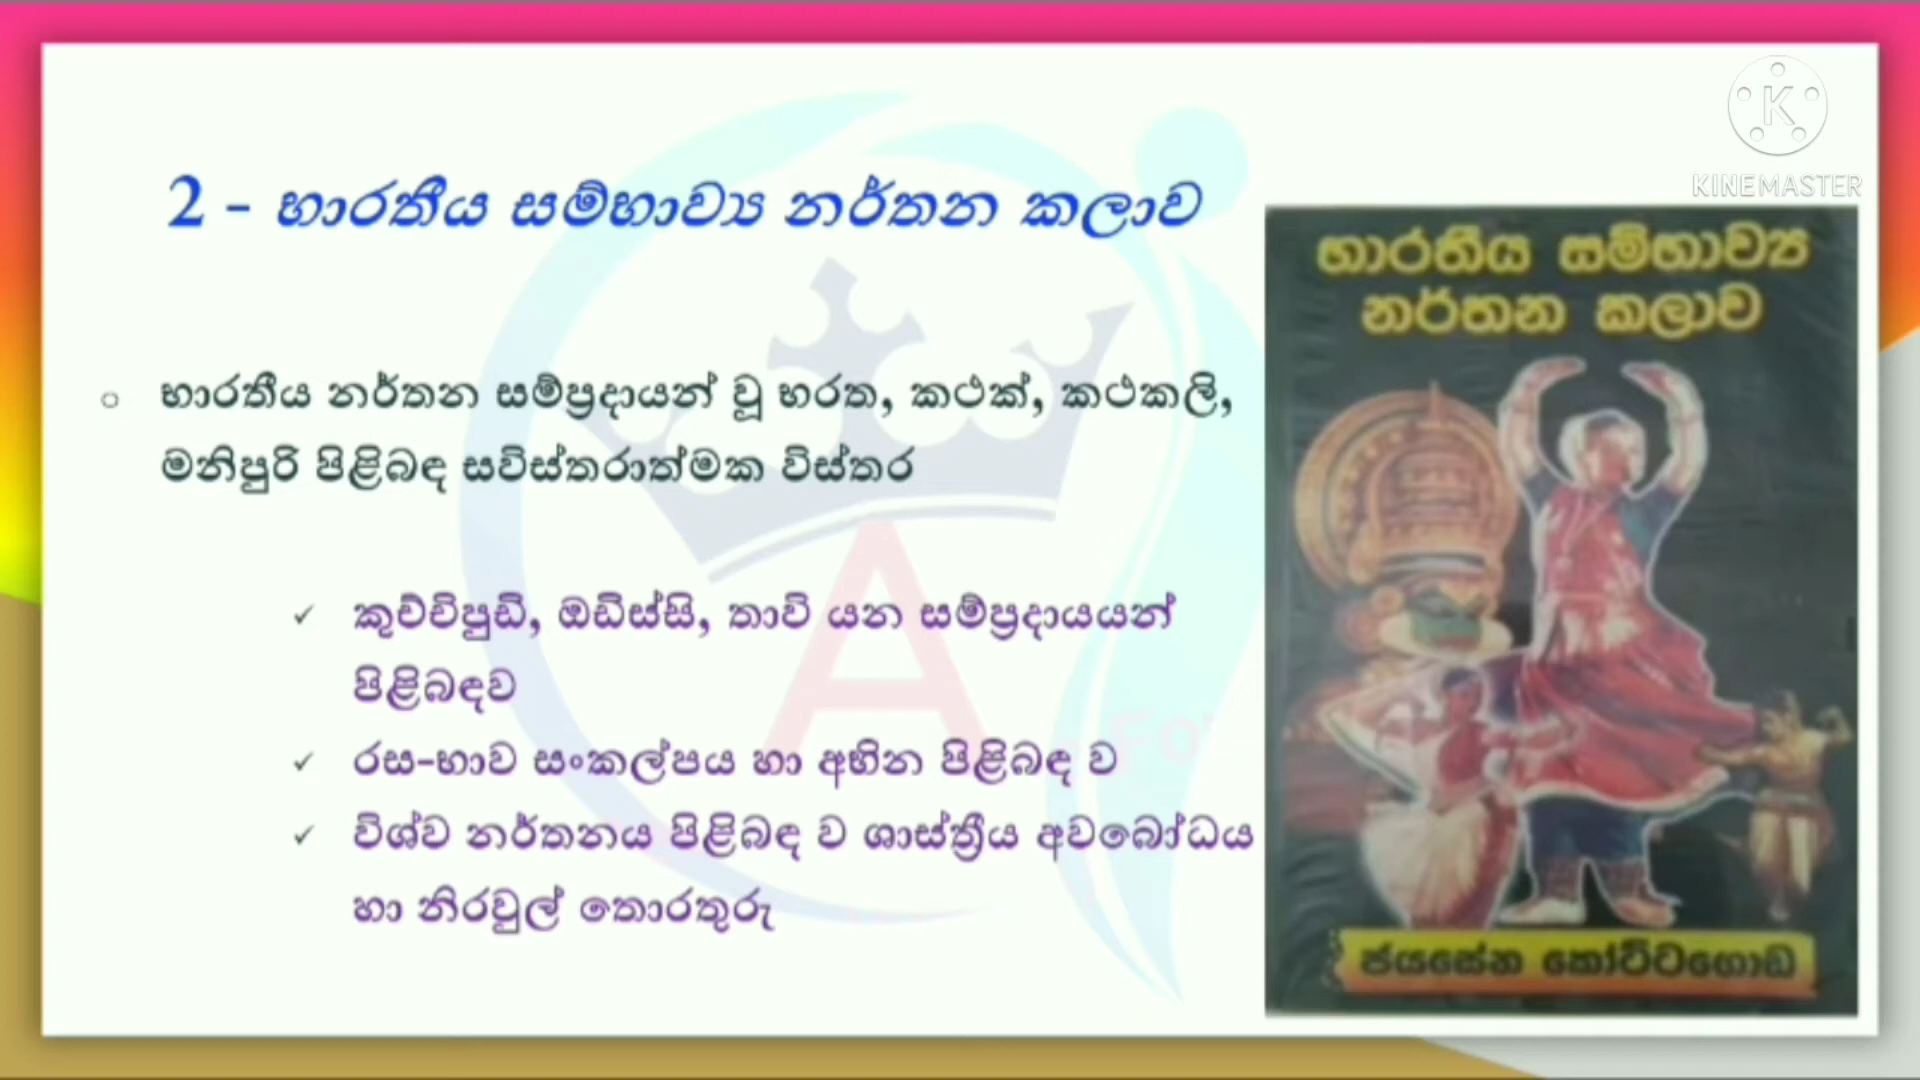 KINEMASTER
2 - භාරතීය සම්භාව්‍ය නර්තන කලාව
භාරතීය නර්තන සම්ප්‍රදායන් වූ භරත, කථක්, කථකලි,
මනිපුරි පිළිබඳ සවිස්තරාත්මක විස්තර
කුච්චිපුඩි, ඔඩිස්සි, තාව් යන සම්ප්‍රදායයන්
පිළිබඳව
රස-භාව සංකල්පය හා අභින පිළිබඳ ව
විශ්ව නර්තනය පිළිබඳ ව ශාස්ත්‍රීය අවබෝධය
හා නිරවුල් තොරතුරු
භාරතීය සම්භාව්‍ය
නර්තන කලාව
ජයසේන කෝට්ටගොඩ
A
For